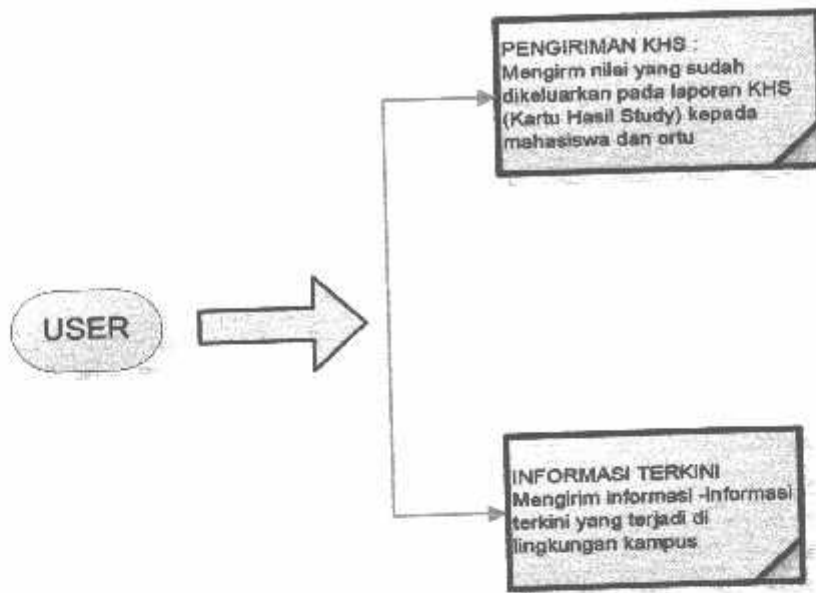 PENGIRIMAN KHS :
Mengirm nilai yang sudah
dikeluarkan pada laporan KHS
(Kartu Hasil Study) kepada
mahasiswa dan ortu
USER
INFORMASI TERKINI
Mengirim informasi -informasi
terkini yang terjadi di
lingkungan kampus